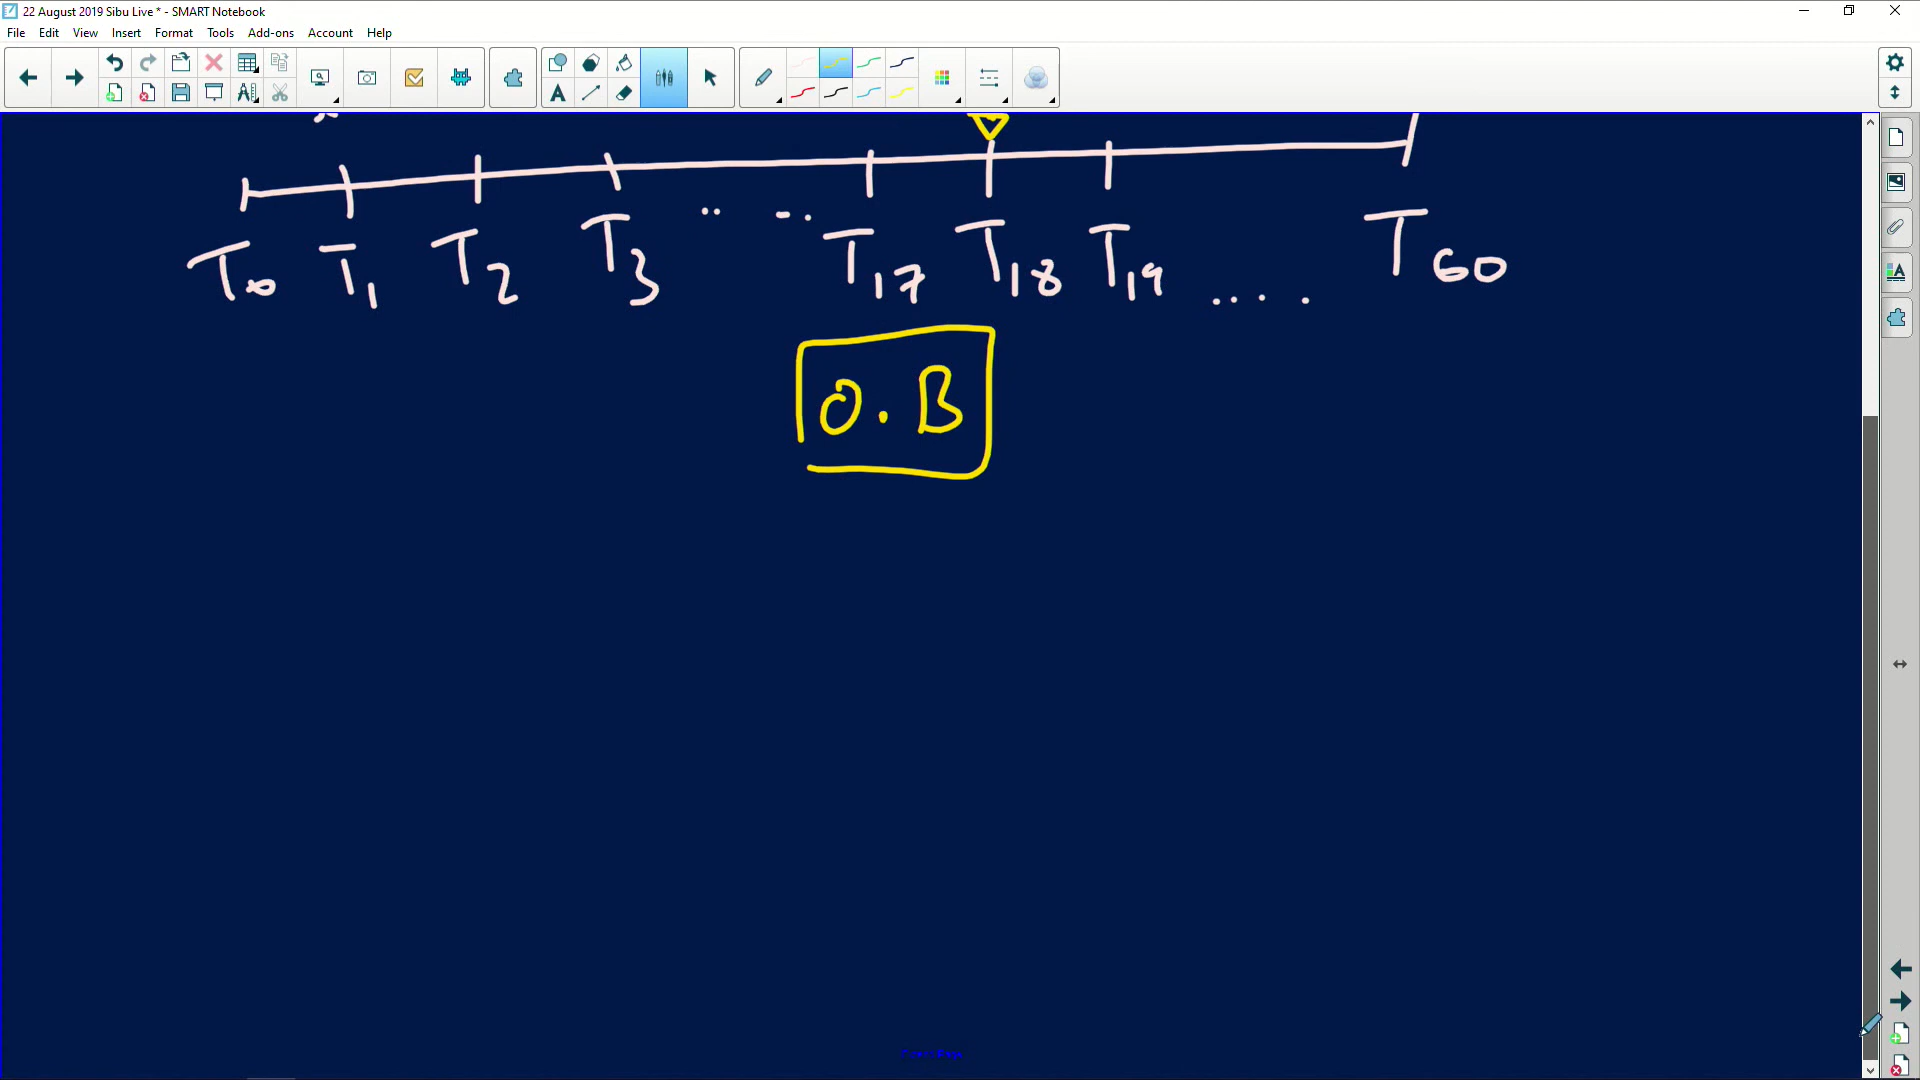 22 August 2019 Sibu Live * - SMART Notebook
File Edit View Insert Format Tools Add-ons Account Help
T₀ T₁ T₂ T₃ .. -. T₁₇ T₁₈ T₁₉ .... T₆₀
O.B